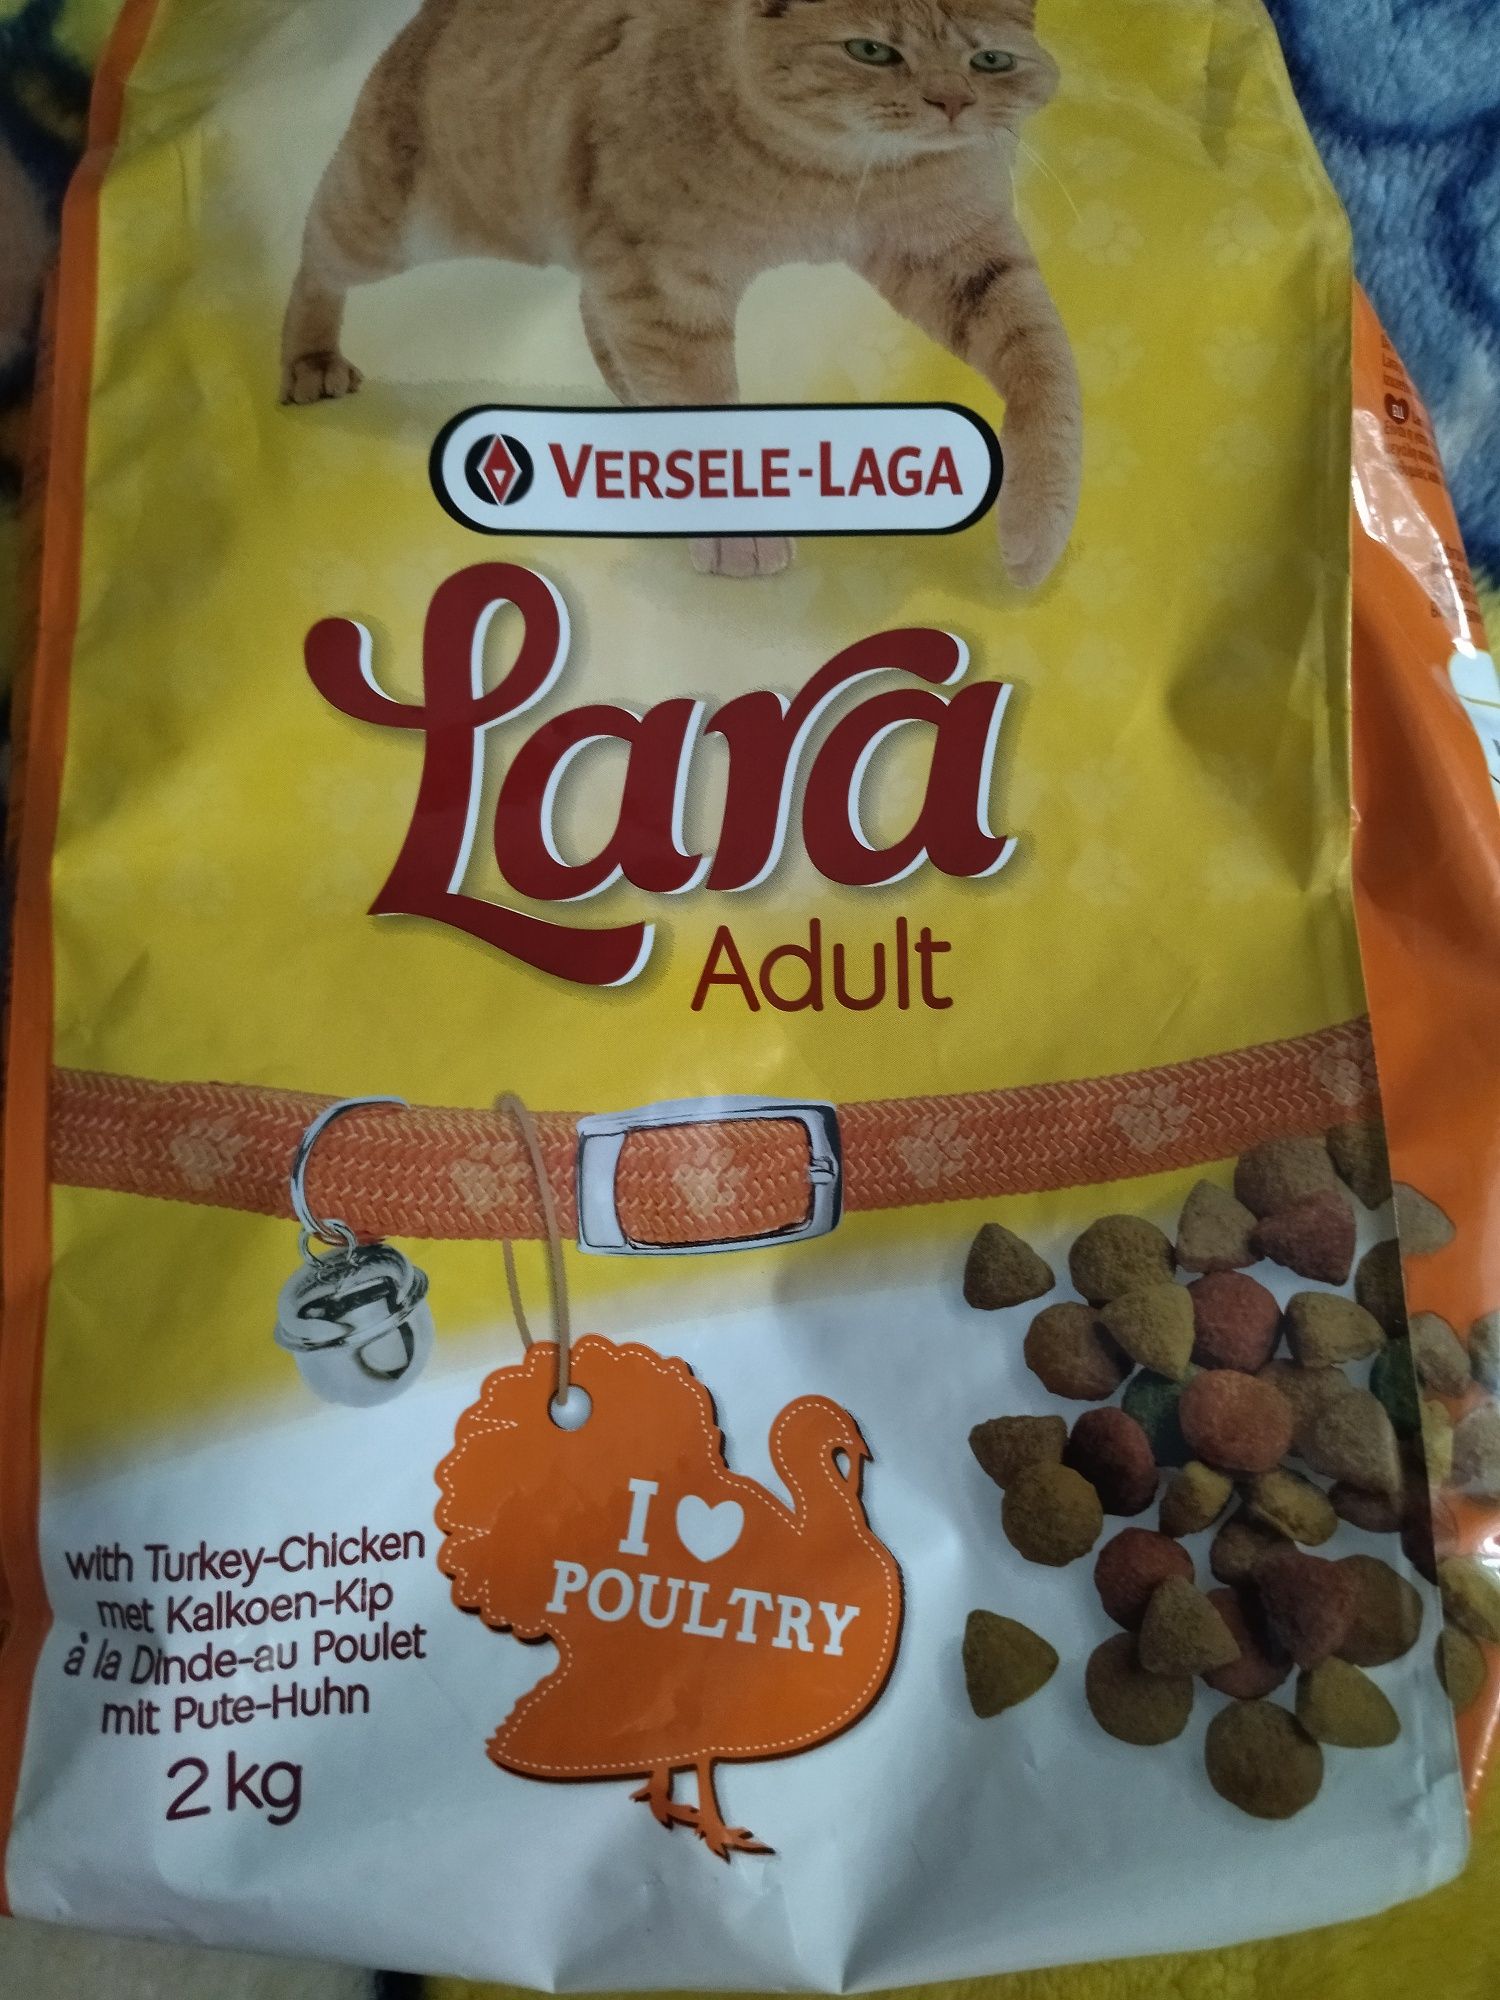 VERSELE-LAGA
Lara
Adult
I
POULTRY
with Turkey-Chicken
met Kalkoen-Kip
à la Dinde-au Poulet
mit Pute-Huhn
2 kg